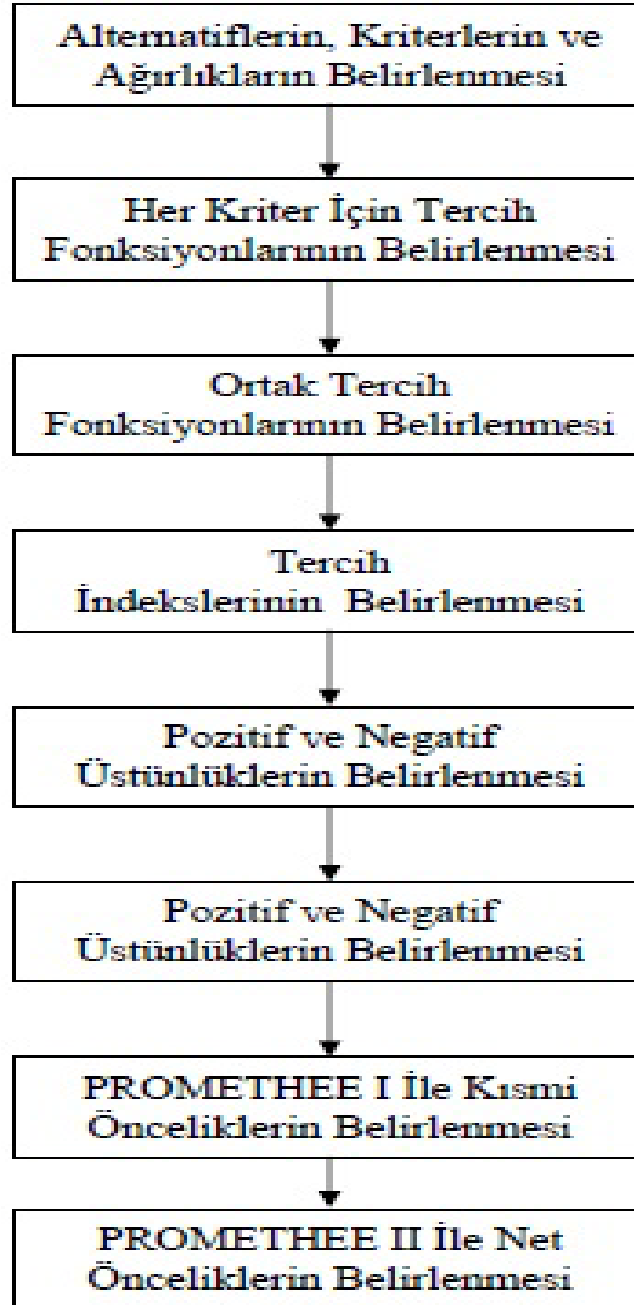 Alternatiflerin, Kriterlerin ve
Ağırlıkların Belirlenmesi
Her Kriter İçin Tercih
Fonksiyonlarının Belirlenmesi
Ortak Tercih
Fonksiyonlarının Belirlenmesi
Tercih
İndekslerinin Belirlenmesi
Pozitif ve Negatif
Üstünlüklerin Belirlenmesi
Pozitif ve Negatif
Üstünlüklerin Belirlenmesi
PROMETHEE I İle Kısmi
Önceliklerin Belirlenmesi
PROMETHEE II İle Net
Önceliklerin Belirlenmesi